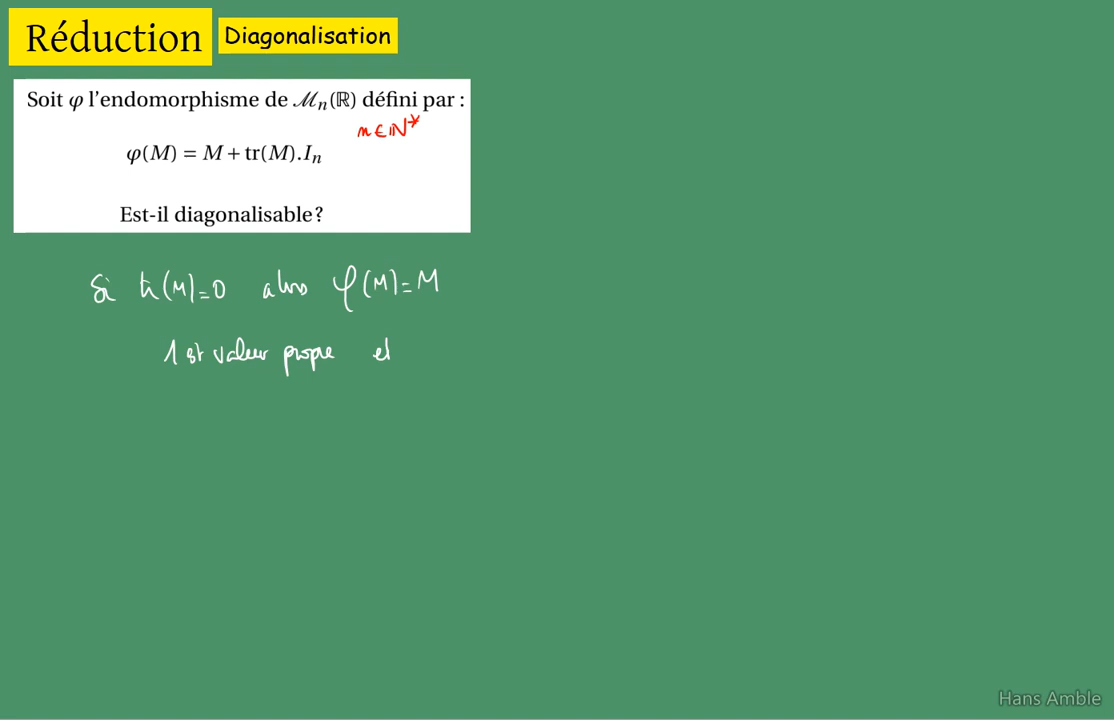 Réduction
Diagonalisation
Soit φ l'endomorphisme de ℳn(ℝ) défini par :
n ∈ ℕ*
φ(M) = M + tr(M).In
Est-il diagonalisable ?
Si tr(M)=0 alors φ(M)=M
1 est valeur propre et
Hans Amble